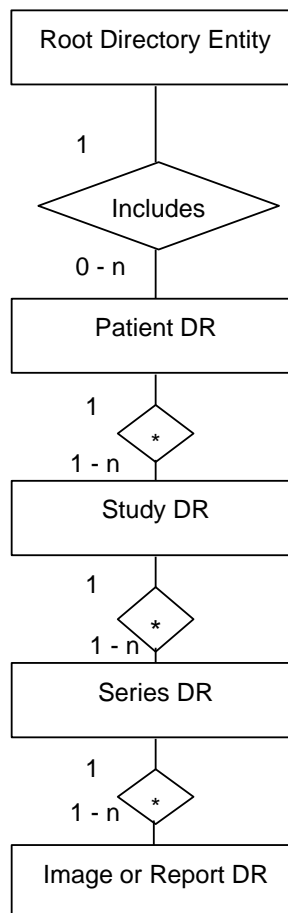 Root Directory Entity
1
Includes
0 - n
Patient DR
1
*
1 - n
Study DR
1
*
1 - n
Series DR
1
*
1 - n
Image or Report DR